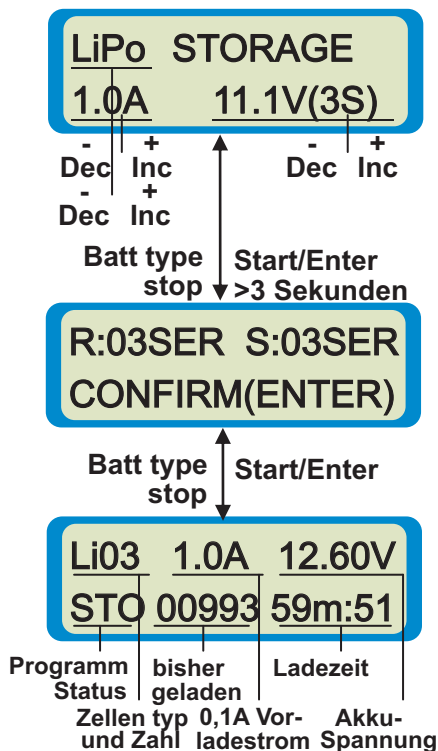 LiPo STORAGE
1.0A 11.1V(3S)
- + - +
Dec Inc Dec Inc
- +
Dec Inc
Batt type Start/Enter
stop >3 Sekunden
R:03SER S:03SER
CONFIRM(ENTER)
Batt type Start/Enter
stop
Li03 1.0A 12.60V
STO 00993 59m:51
Programm bisher Ladezeit
Status geladen
Zellen typ 0,1A Vor- Akku-
und Zahl ladestrom Spannung